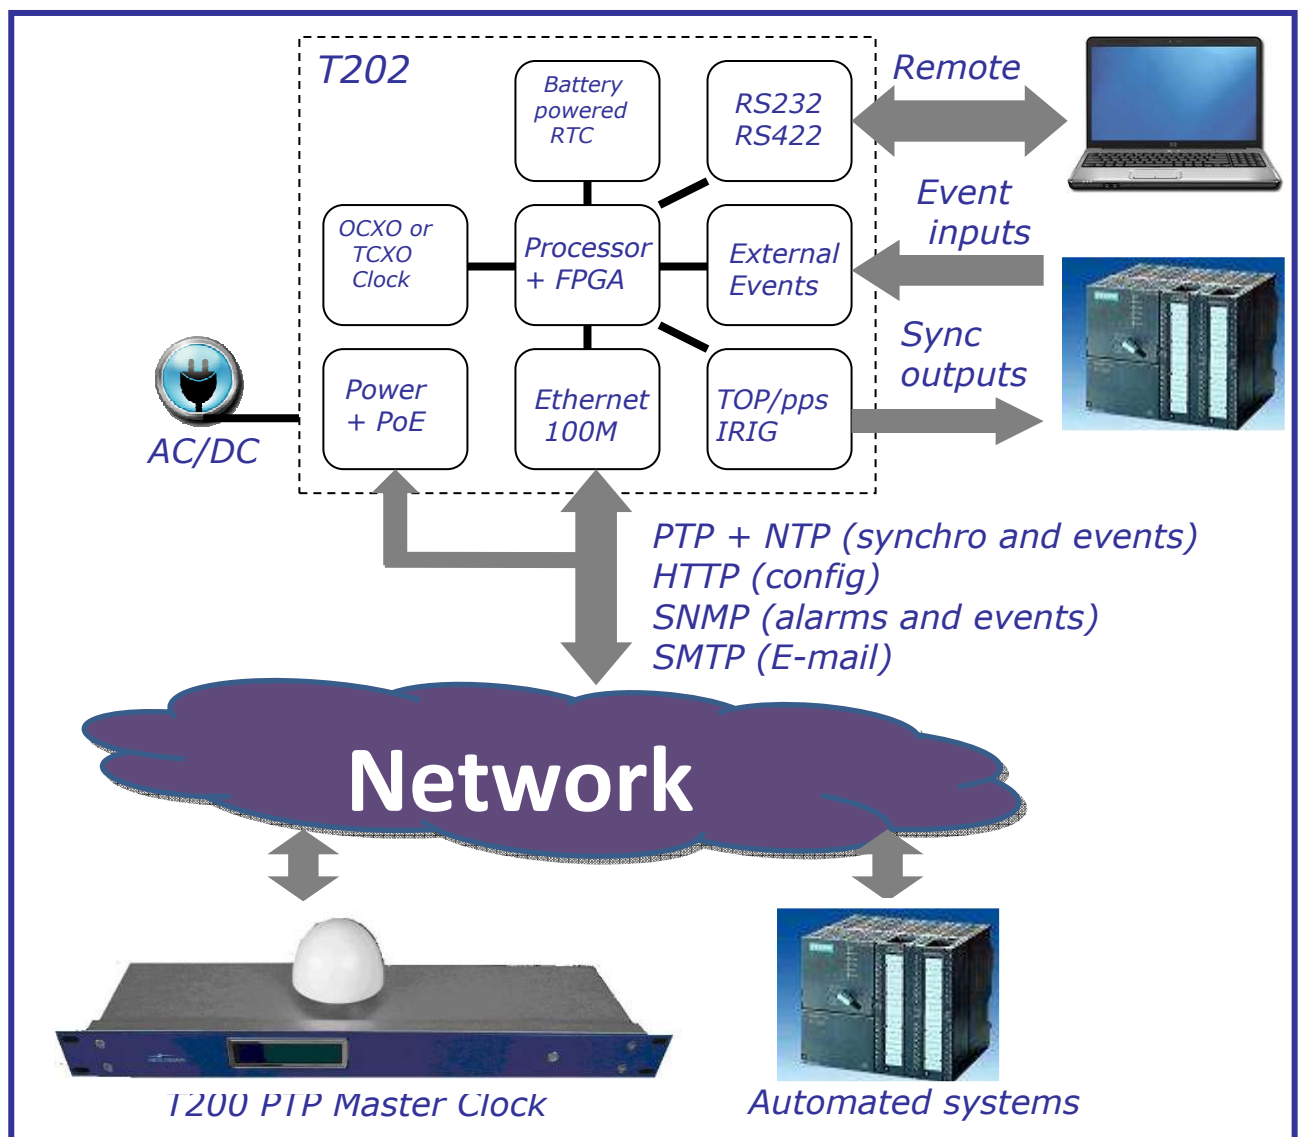 T202
Battery
powered
RTC
RS232
RS422
Remote
OCXO or
TCXO
Clock
Processor
+ FPGA
External
Events
Event
inputs
Power
+ PoE
Ethernet
100M
TOP/pps
IRIG
Sync
outputs
AC/DC
PTP + NTP (synchro and events)
HTTP (config)
SNMP (alarms and events)
SMTP (E-mail)
Network
T200 PTP Master Clock
Automated systems